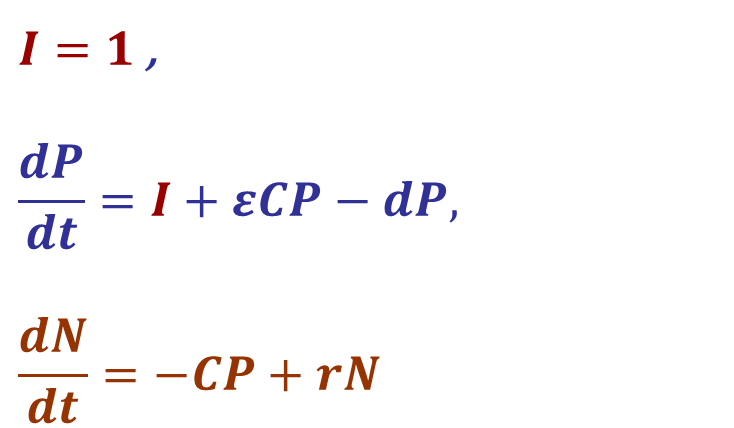 I = 1 ,
dP/dt = I + εCP − dP,
dN/dt = −CP + rN